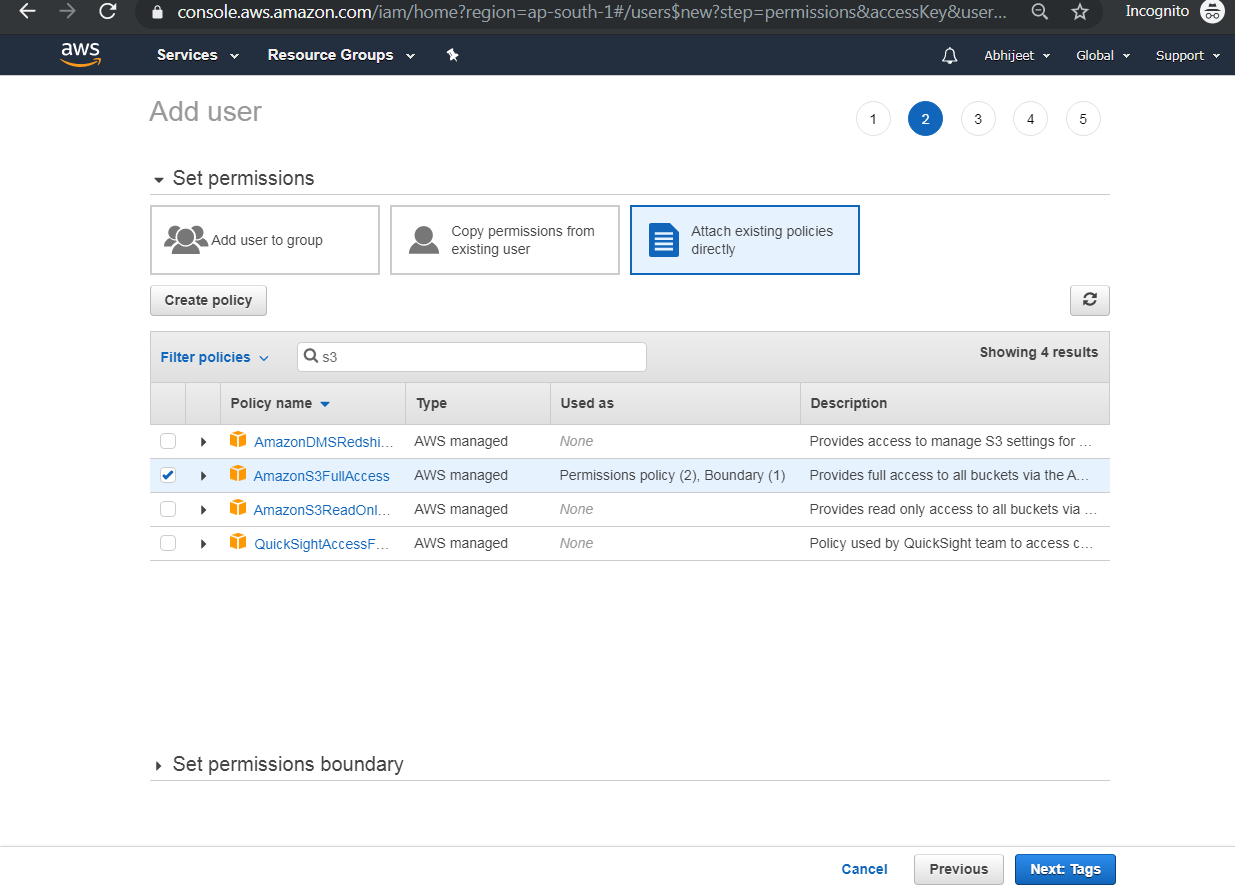 console.aws.amazon.com/iam/home?region=ap-south-1#/users$new?step=permissions&accessKey&user... Incognito
aws Services Resource Groups Abhijeet Global Support
Add user 1 2 3 4 5
Set permissions
Add user to group
Copy permissions from
existing user
Attach existing policies
directly
Create policy
Filter policies s3 Showing 4 results
Policy name Type Used as Description
AmazonDMSRedshi... AWS managed None Provides access to manage S3 settings for ...
AmazonS3FullAccess AWS managed Permissions policy (2), Boundary (1) Provides full access to all buckets via the A...
AmazonS3ReadOnl... AWS managed None Provides read only access to all buckets via ...
QuickSightAccessF... AWS managed None Policy used by QuickSight team to access c...
Set permissions boundary
Cancel Previous Next: Tags